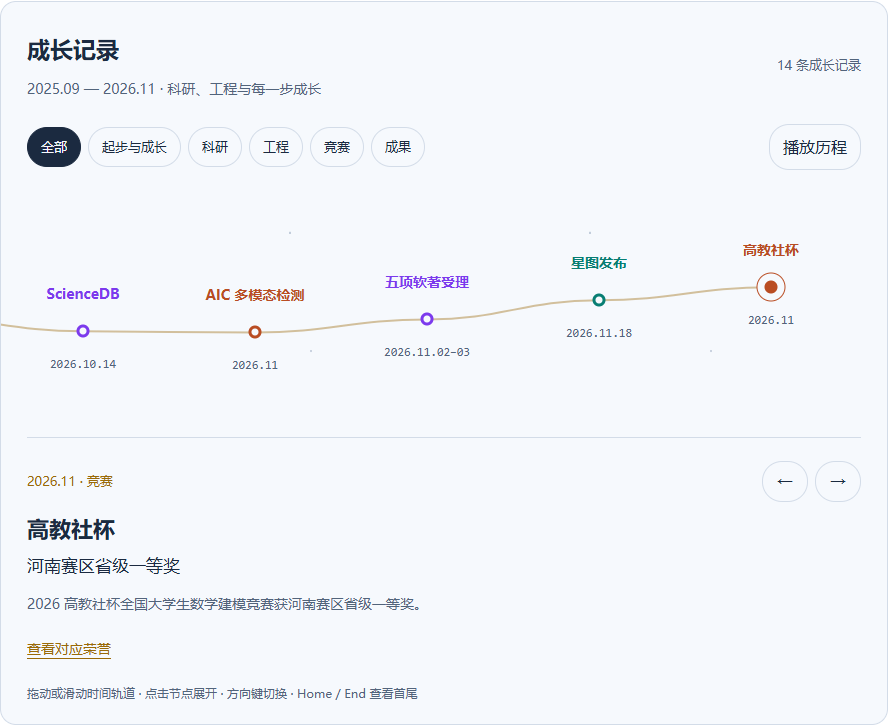 成长记录
2025.09 — 2026.11 · 科研、工程与每一步成长
14 条成长记录
全部 起步与成长 科研 工程 竞赛 成果 播放历程
ScienceDB
2026.10.14
AIC 多模态检测
2026.11
五项软著受理
2026.11.02-03
星图发布
2026.11.18
高教社杯
2026.11
2026.11 · 竞赛
← →
高教社杯
河南赛区省级一等奖
2026 高教社杯全国大学生数学建模竞赛获河南赛区省级一等奖。
查看对应荣誉
拖动或滑动时间轨道 · 点击节点展开 · 方向键切换 · Home / End 查看首尾